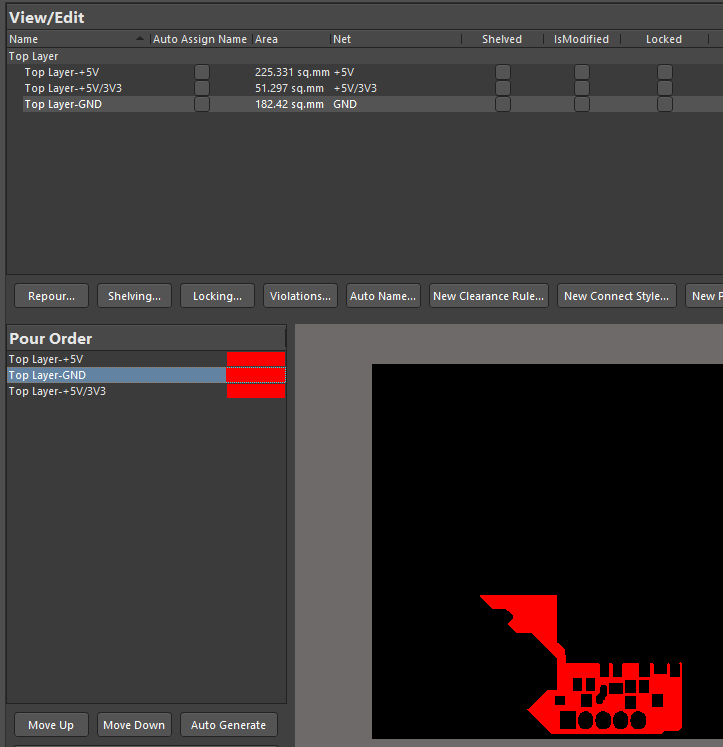 View/Edit
Name Auto Assign Name Area Net Shelved IsModified Locked
Top Layer
Top Layer-+5V 225.331 sq.mm +5V
Top Layer-+5V/3V3 51.297 sq.mm +5V/3V3
Top Layer-GND 182.42 sq.mm GND
Repour... Shelving... Locking... Violations... Auto Name... New Clearance Rule... New Connect Style... New P
Pour Order
Top Layer-+5V
Top Layer-GND
Top Layer-+5V/3V3
Move Up Move Down Auto Generate